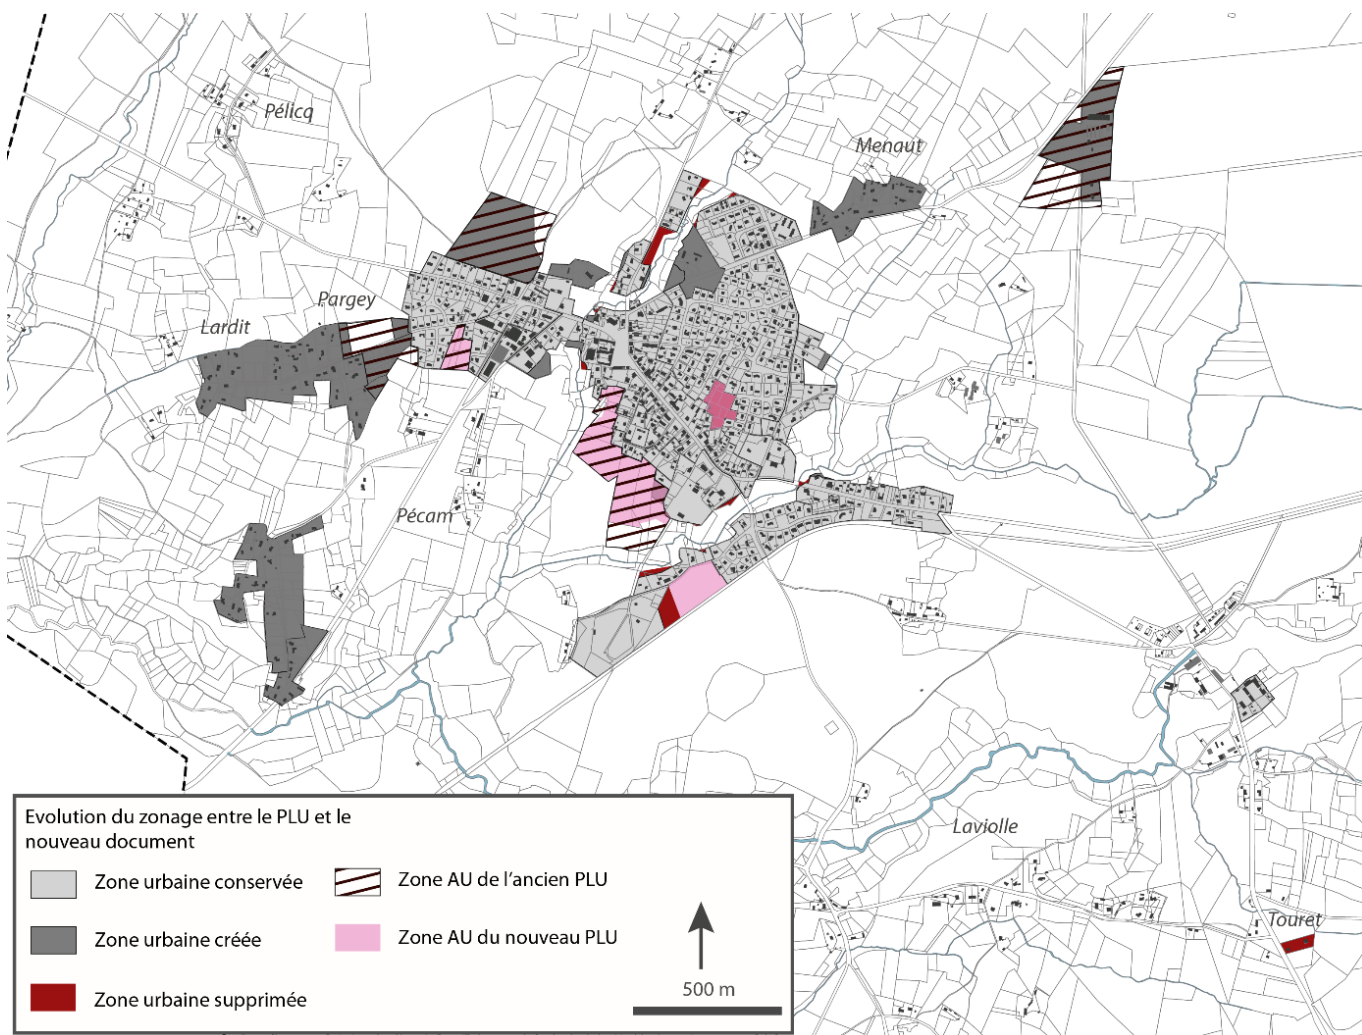 Pélicq
Menaut
Pargey
Lardit
Pécam
Laviolle
Touret
Evolution du zonage entre le PLU et le
nouveau document
Zone urbaine conservée
Zone AU de l'ancien PLU
Zone urbaine créée
Zone AU du nouveau PLU
Zone urbaine supprimée
500 m